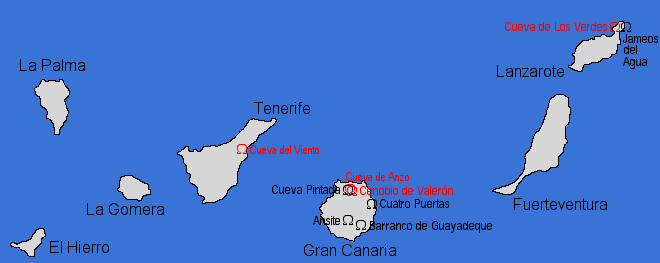 Cueva de Los Verdes
Jameos
del
Agua
La Palma
Lanzarote
Tenerife
Cueva del Viento
Cueva de Anzo
Cueva Pintada
Cenobio de Valerón
La Gomera
Cuatro Puertas
Fuerteventura
Ansite
Barranco de Guayadeque
El Hierro
Gran Canaria